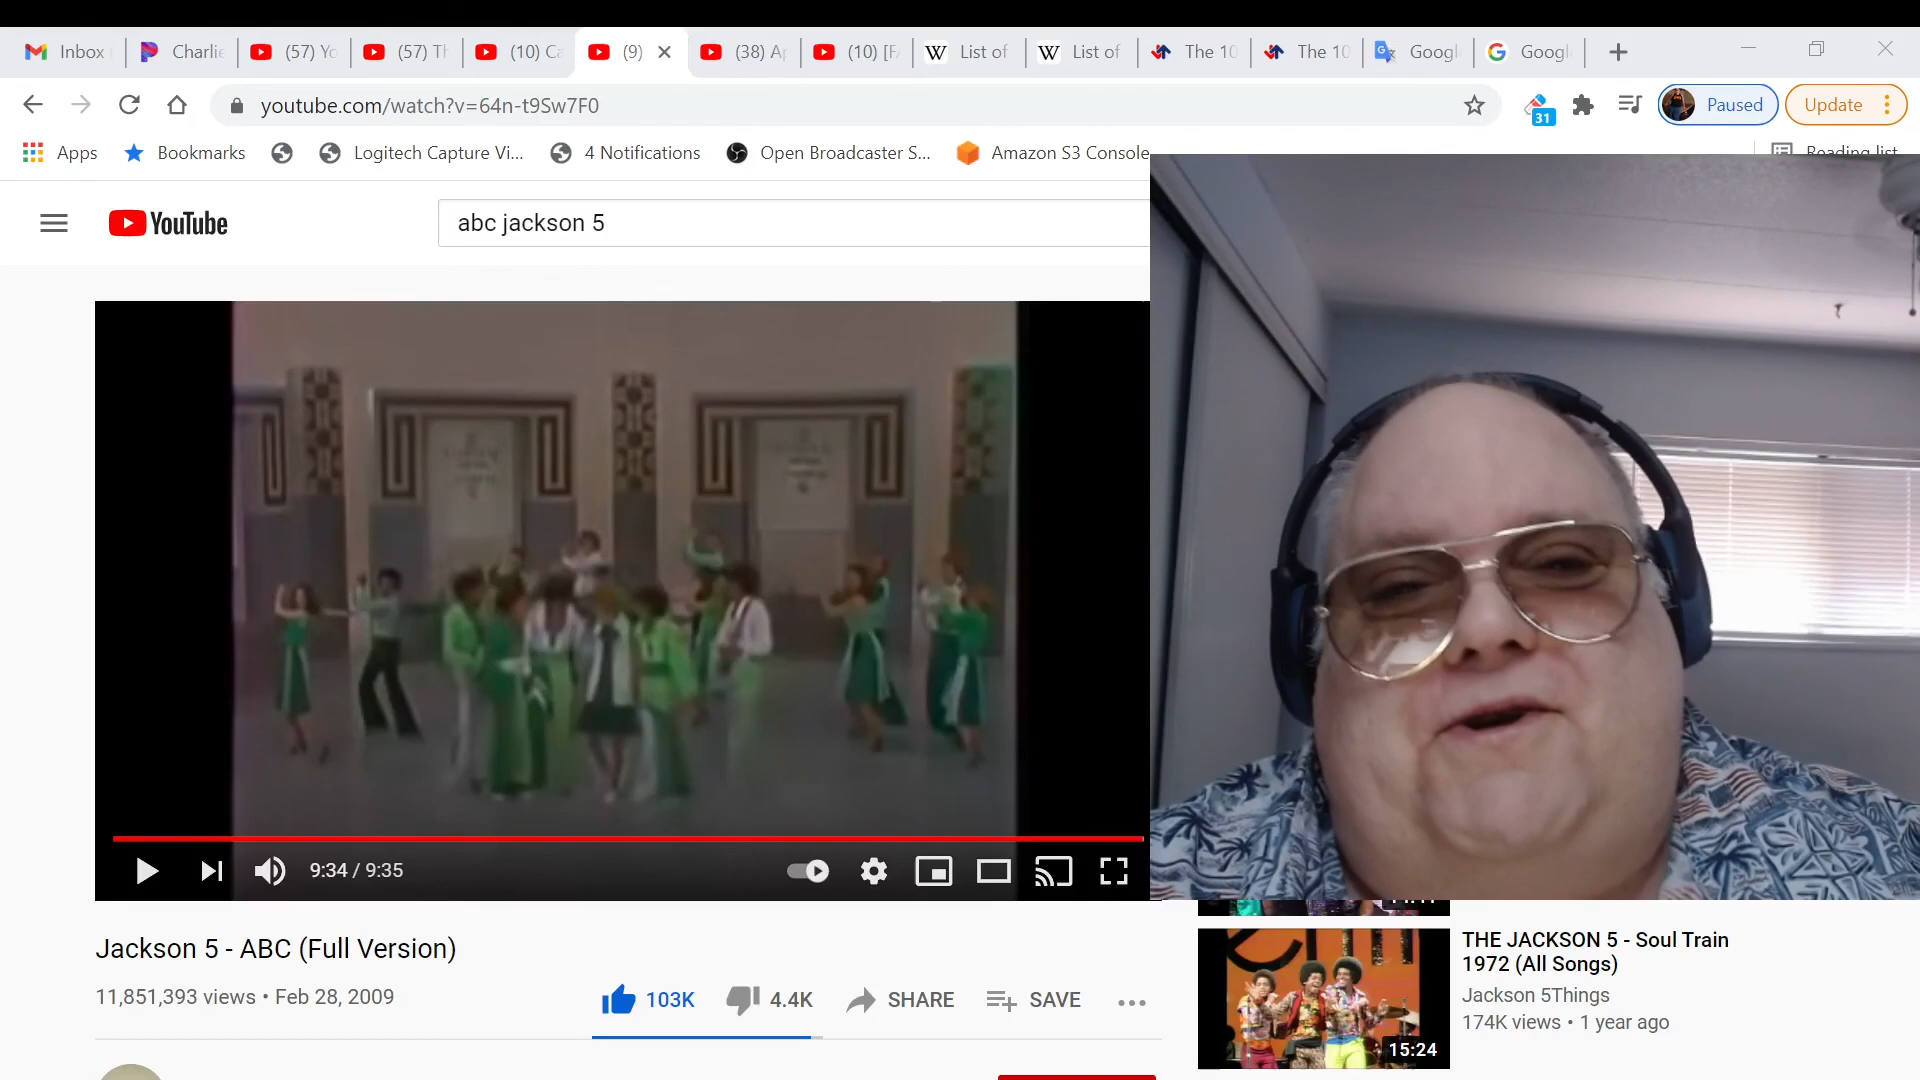 Inbox Charlie (57) Yo (57) Th (10) Ca (9) (38) Ap (10) [F List of List of The 10 The 10 Googl Googl
youtube.com/watch?v=64n-t9Sw7F0 31 Paused Update
Apps Bookmarks Logitech Capture Vi... 4 Notifications Open Broadcaster S... Amazon S3 Console Reading list
YouTube abc jackson 5
9:34 / 9:35
Jackson 5 - ABC (Full Version)
11,851,393 views • Feb 28, 2009
103K 4.4K SHARE SAVE
15:24
THE JACKSON 5 - Soul Train
1972 (All Songs)
Jackson 5Things
174K views • 1 year ago